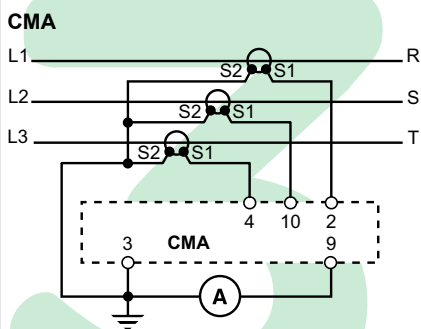 CMA
L1 S2 S1 R
L2 S2 S1 S
L3 S2 S1 T
4 10 2
3 CMA 9
A